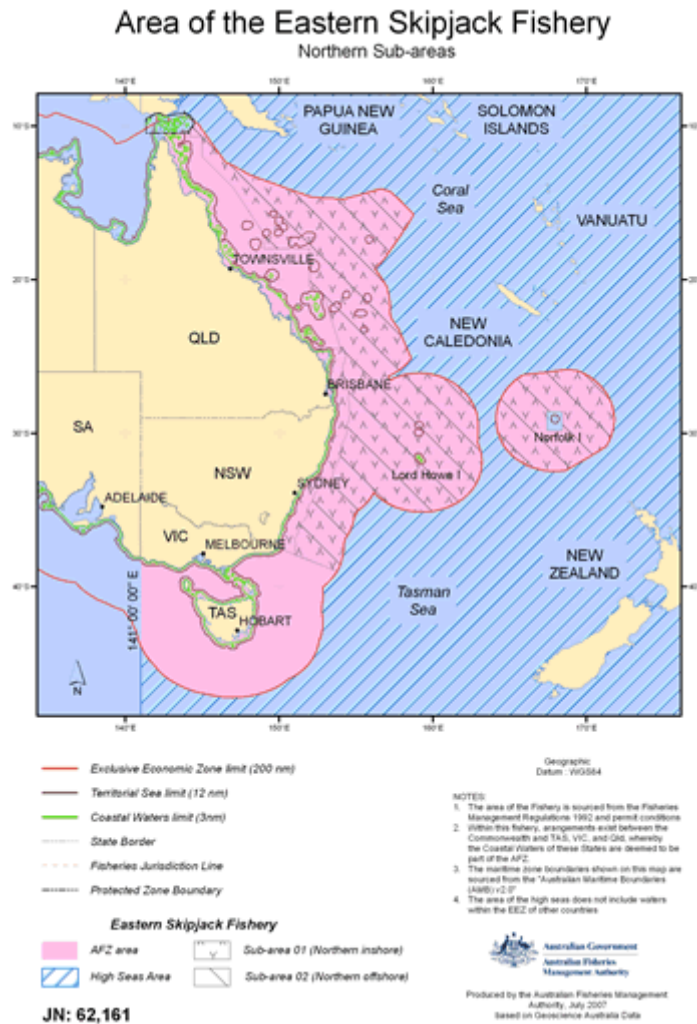 Area of the Eastern Skipjack Fishery
Northern Sub-areas
140°E
150°E
160°E
170°E
10°S
PAPUA NEW
GUINEA
SOLOMON
ISLANDS
Coral
Sea
VANUATU
TOWNSVILLE
20°S
QLD
NEW
CALEDONIA
BRISBANE
SA
30°S
Norfolk I
NSW
Lord Howe I
SYDNEY
ADELAIDE
VIC
MELBOURNE
NEW
ZEALAND
40°S
141° 00' 00" E
TAS
HOBART
Tasman
Sea
N
140°E
150°E
160°E
170°E
Exclusive Economic Zone limit (200 nm)
Territorial Sea limit (12 nm)
Coastal Waters limit (3nm)
State Border
Fisheries Jurisdiction Line
Protected Zone Boundary
Eastern Skipjack Fishery
AFZ area
Sub-area 01 (Northern inshore)
High Seas Area
Sub-area 02 (Northern offshore)
JN: 62,161
Geographic
Datum : WGS84
NOTES:
1. The area of the Fishery is sourced from the Fisheries
Management Regulations 1992 and permit conditions
2. Within this fishery, arangements exist between the
Commonwealth and TAS, VIC, and Qld, whereby
the Coastal Waters of these States are deemed to be
part of the AFZ.
3. The maritime zone boundaries shown on this map are
sourced from the "Australian Maritime Boundaries
(AMB) v2.0"
4. The area of the high seas does not include waters
within the EEZ of other countries
Australian Government
Australian Fisheries
Management Authority
Produced by the Australian Fisheries Management
Authority, July 2007
based on Geoscience Australia Data